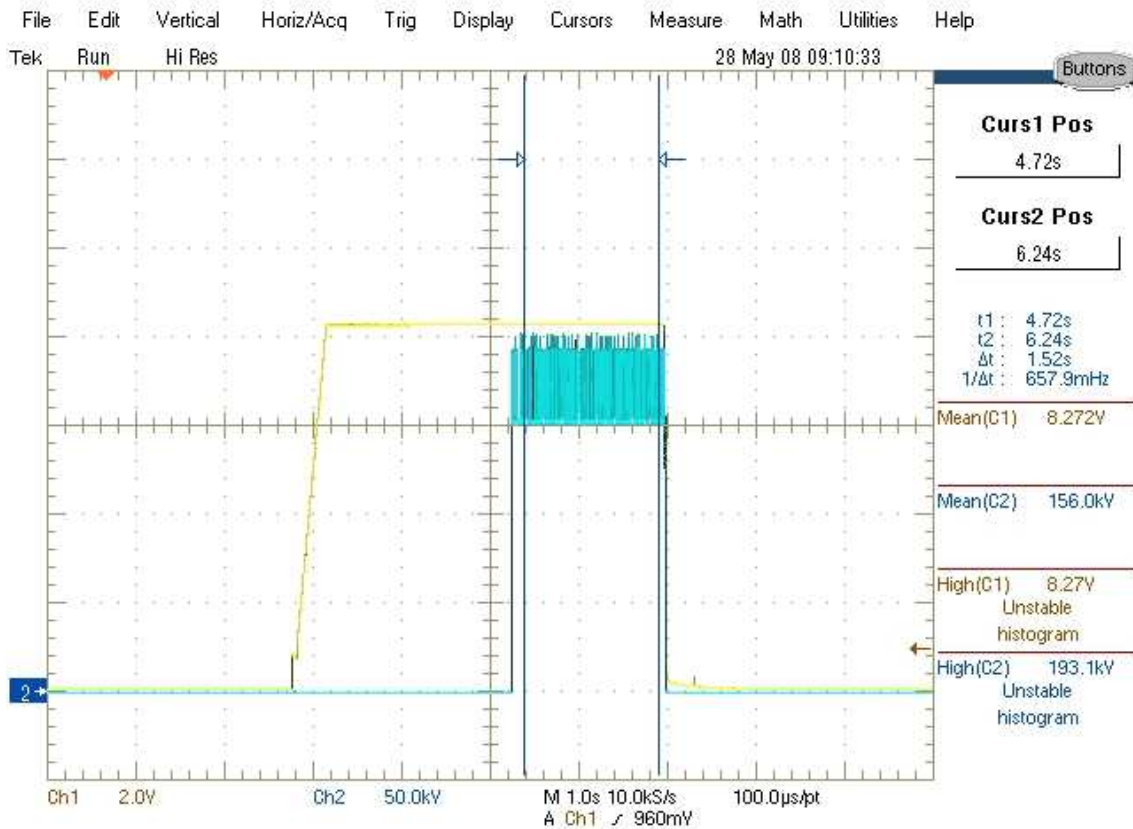 File Edit Vertical Horiz/Acq Trig Display Cursors Measure Math Utilities Help
Tek Run Hi Res 28 May 08 09:10:33
Buttons
Curs1 Pos
4.72s
Curs2 Pos
6.24s
t1 : 4.72s
t2 : 6.24s
Δt : 1.52s
1/Δt : 657.9mHz
Mean(C1) 8.272V
Mean(C2) 156.0kV
High(C1) 8.27V
Unstable
histogram
High(C2) 193.1kV
Unstable
histogram
2
Ch1 2.0V Ch2 50.0kV M 1.0s 10.0kS/s 100.0µs/pt
A Ch1 960mV